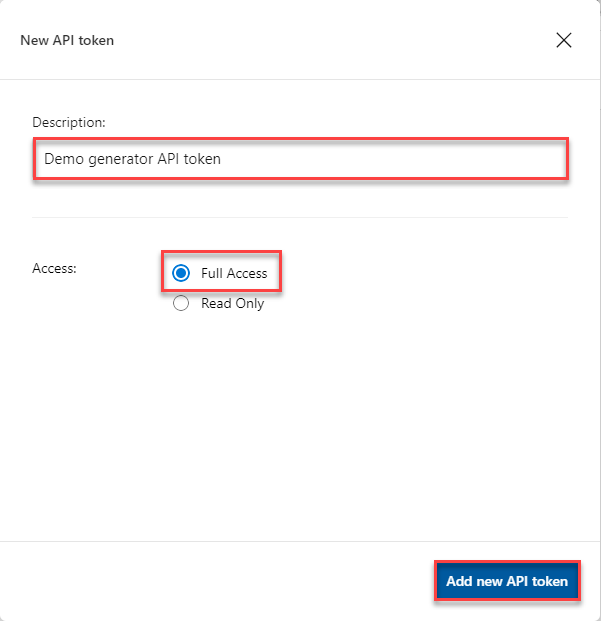 New API token
Description:
Demo generator API token
Access:
Full Access
Read Only
Add new API token